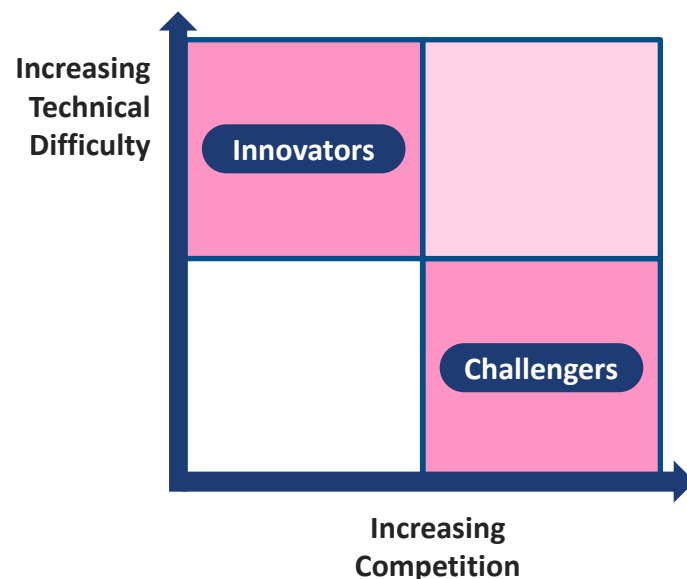 Increasing
Technical
Difficulty
Innovators
Challengers
Increasing
Competition